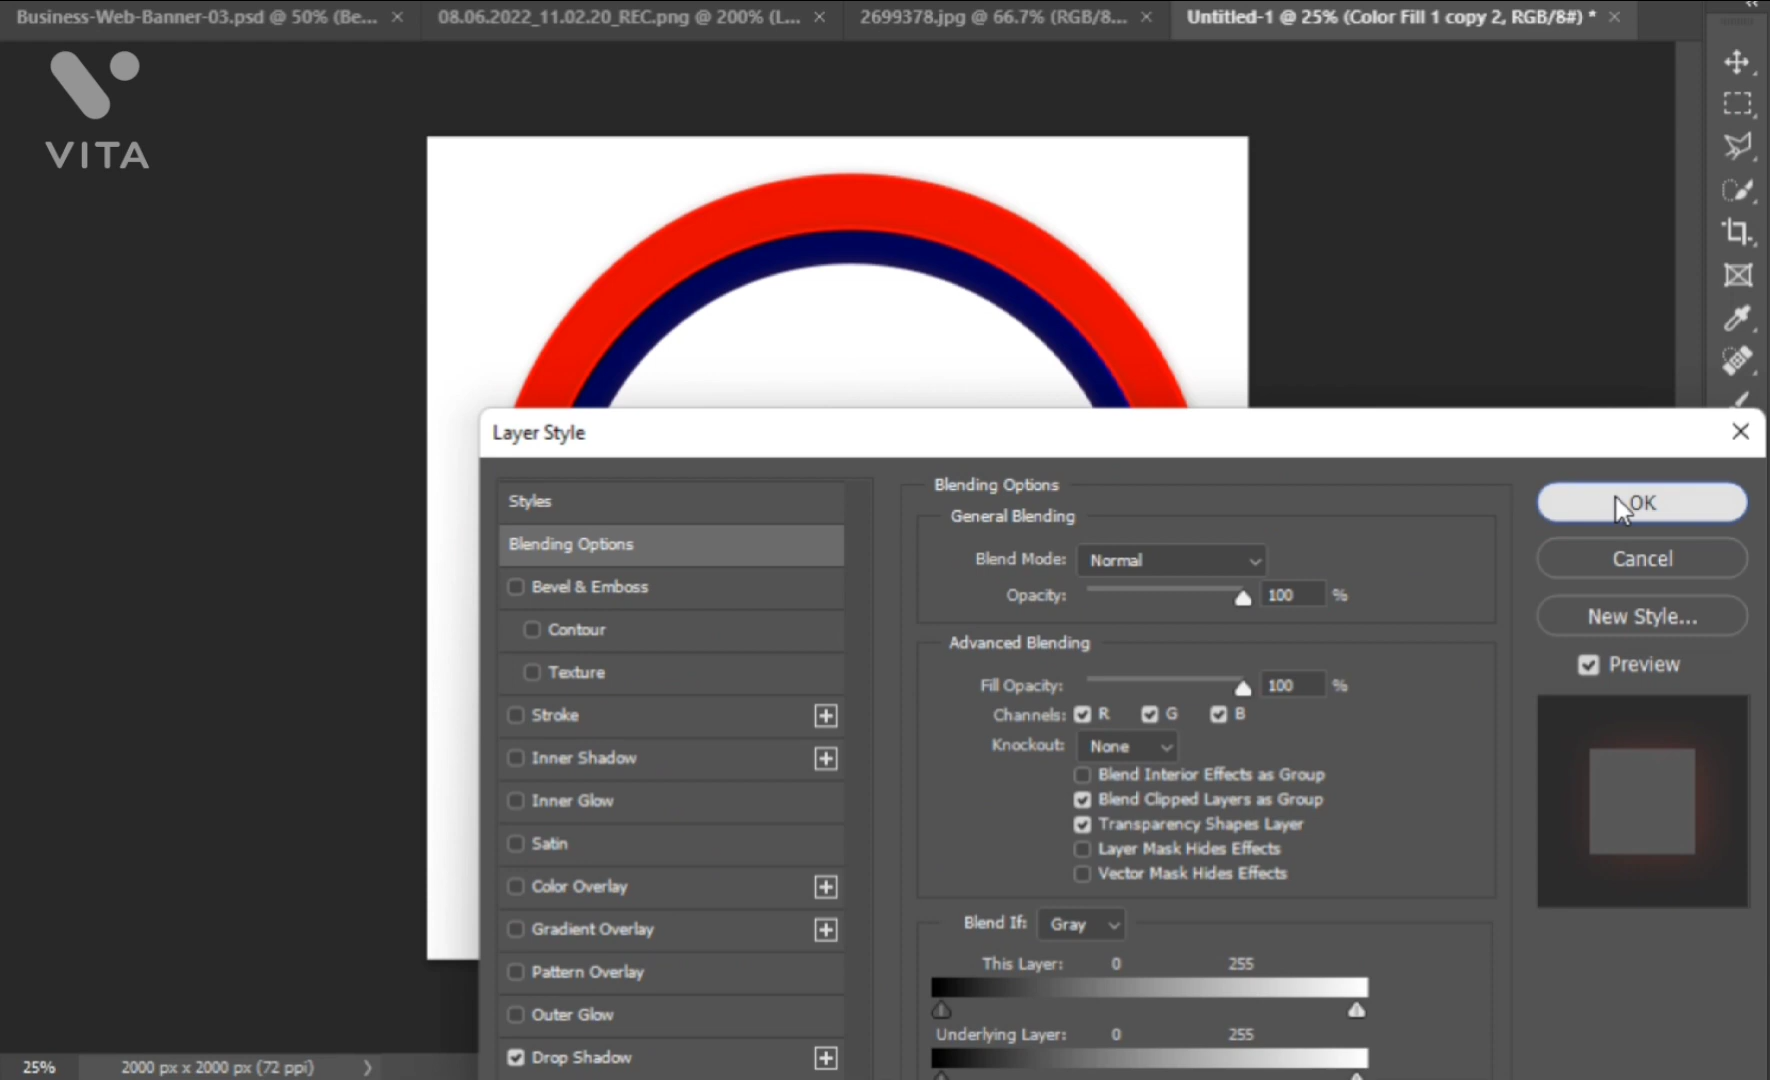 Business-Web-Banner-03.psd @ 50% (Be... ×
08.06.2022_11.02.20_REC.png @ 200% (L... ×
2699378.jpg @ 66.7% (RGB/8... ×
Untitled-1 @ 25% (Color Fill 1 copy 2, RGB/8#) * ×
VITA
Layer Style
Styles
Blending Options
Bevel & Emboss
Contour
Texture
Stroke
Inner Shadow
Inner Glow
Satin
Color Overlay
Gradient Overlay
Pattern Overlay
Outer Glow
Drop Shadow
Blending Options
General Blending
Blend Mode: Normal
Opacity: 100 %
Advanced Blending
Fill Opacity: 100 %
Channels: R G B
Knockout: None
Blend Interior Effects as Group
Blend Clipped Layers as Group
Transparency Shapes Layer
Layer Mask Hides Effects
Vector Mask Hides Effects
Blend If: Gray
This Layer: 0 255
Underlying Layer: 0 255
OK
Cancel
New Style...
Preview
25% 2000 px x 2000 px (72 ppi)